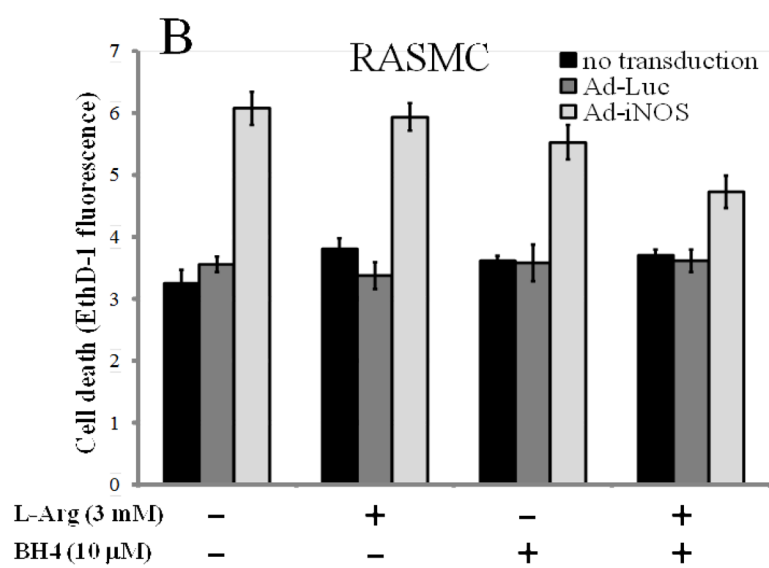 B
RASMC
no transduction
Ad-Luc
Ad-iNOS
Cell death (EthD-1 fluorescence)
7
6
5
4
3
2
1
0
L-Arg (3 mM) – + – +
BH4 (10 μM) – – + +